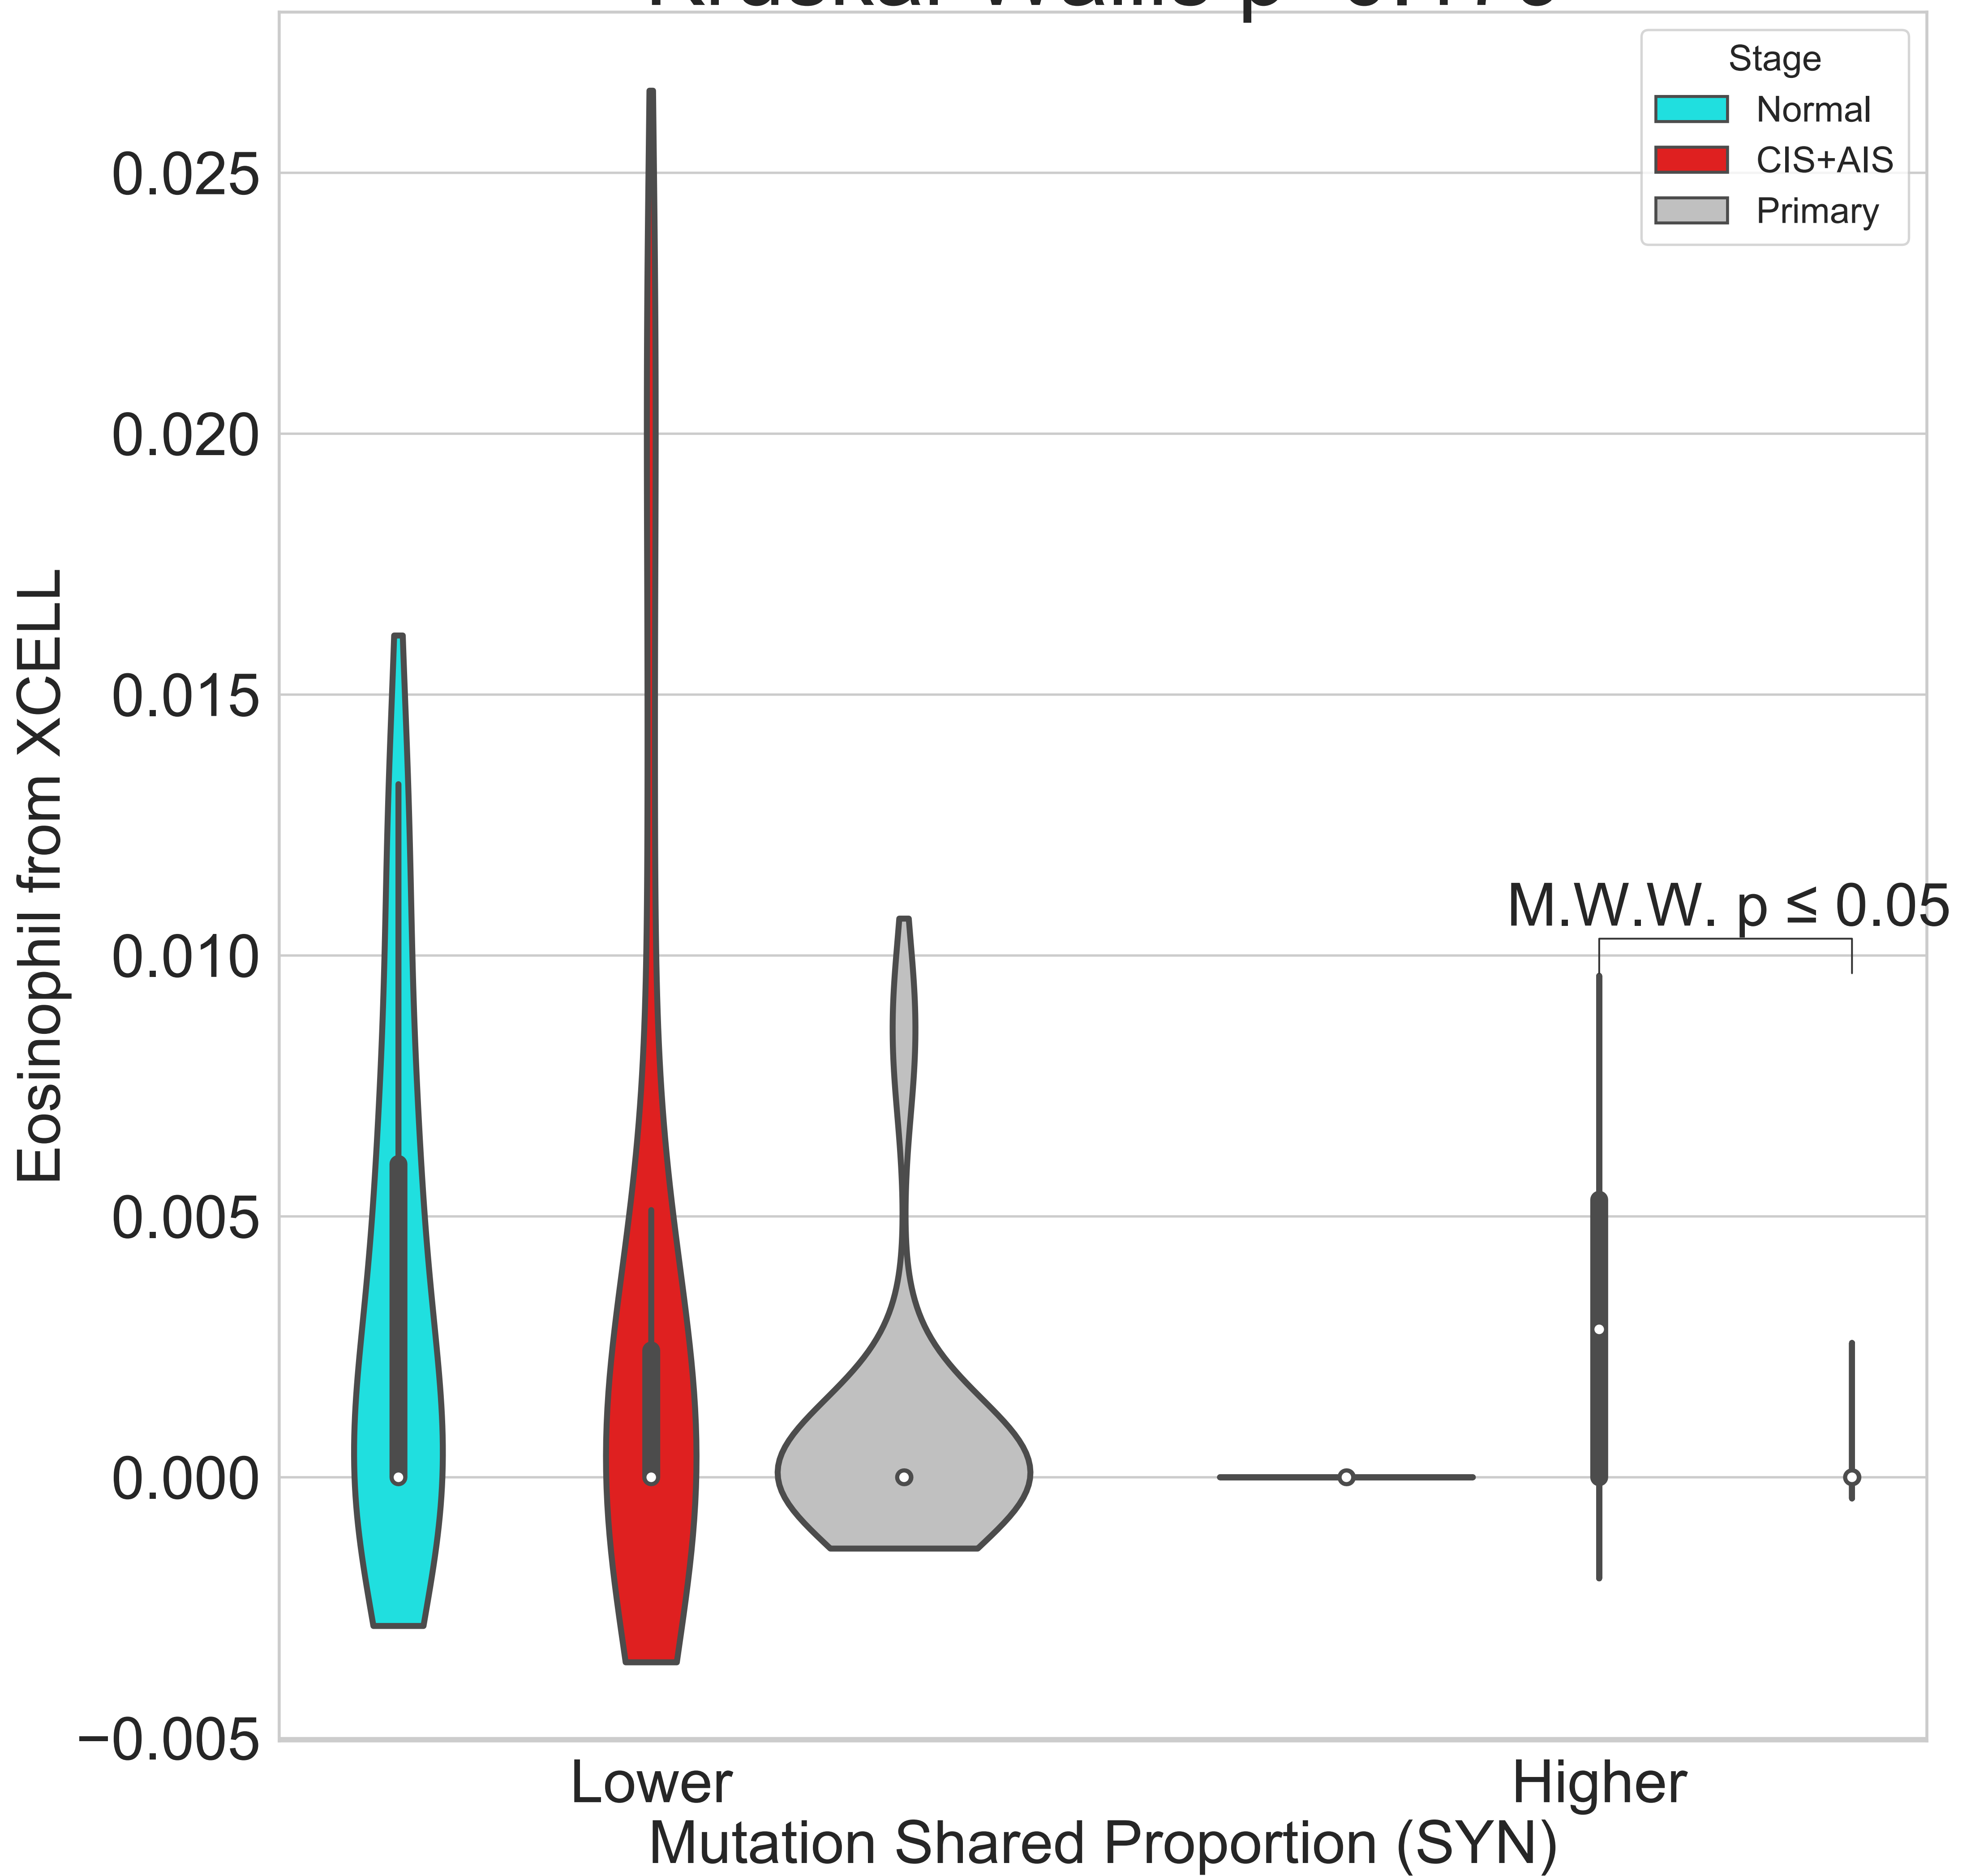 Stage
Normal
CIS+AIS
Primary
0.025
0.020
0.015
0.010
0.005
0.000
−0.005
Eosinophil from XCELL
M.W.W. p ≤ 0.05
Lower
Higher
Mutation Shared Proportion (SYN)